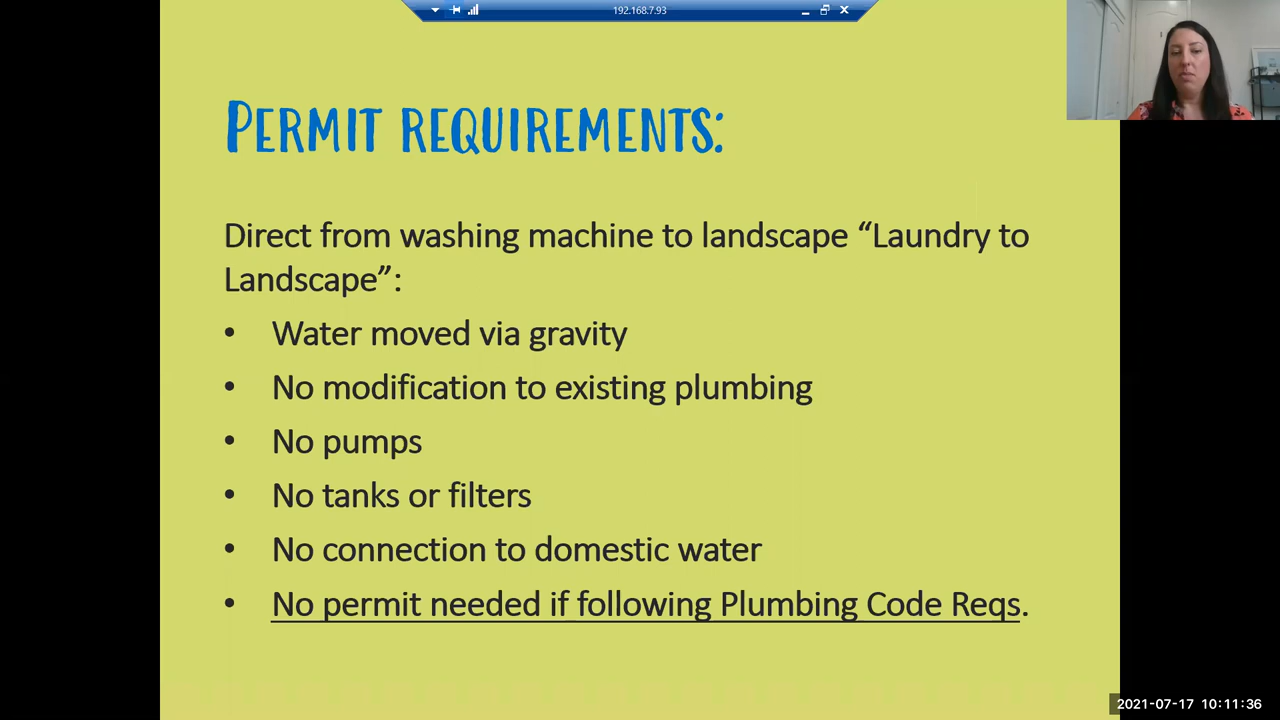 192.168.7.93
PERMIT REQUIREMENTS:
Direct from washing machine to landscape “Laundry to
Landscape”:
• Water moved via gravity
• No modification to existing plumbing
• No pumps
• No tanks or filters
• No connection to domestic water
• No permit needed if following Plumbing Code Reqs.
2021-07-17 10:11:36